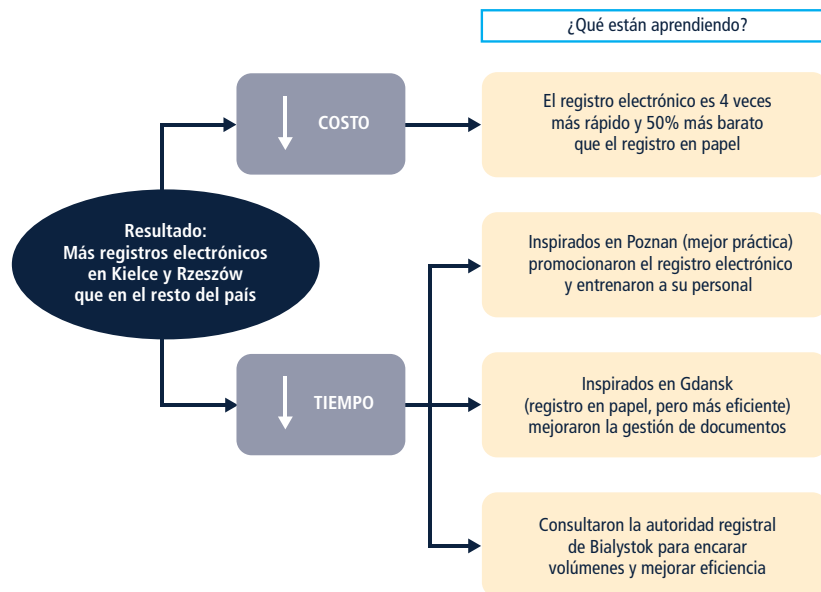 ¿Qué están aprendiendo?
COSTO
El registro electrónico es 4 veces
más rápido y 50% más barato
que el registro en papel
Resultado:
Más registros electrónicos
en Kielce y Rzeszów
que en el resto del país
Inspirados en Poznan (mejor práctica)
promocionaron el registro electrónico
y entrenaron a su personal
TIEMPO
Inspirados en Gdansk
(registro en papel, pero más eficiente)
mejoraron la gestión de documentos
Consultaron la autoridad registral
de Bialystok para encarar
volúmenes y mejorar eficiencia